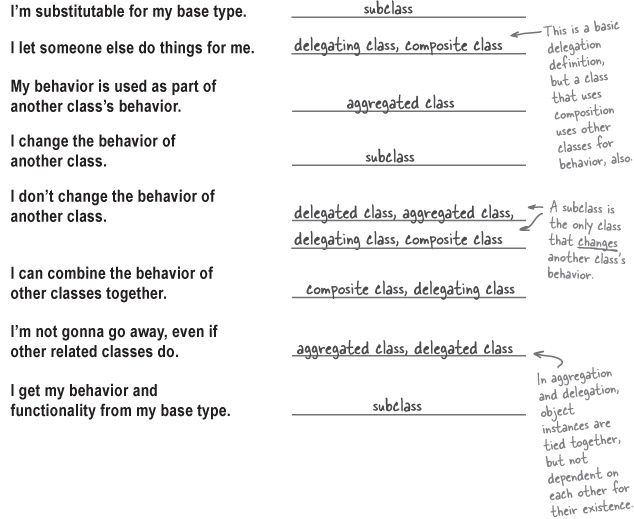 I'm substitutable for my base type.
subclass
I let someone else do things for me.
delegating class, composite class
This is a basic
delegation
definition,
but a class
that uses
composition
uses other
classes for
behavior, also.
My behavior is used as part of
another class's behavior.
aggregated class
I change the behavior of
another class.
subclass
I don't change the behavior of
another class.
delegated class, aggregated class,
delegating class, composite class
A subclass is
the only class
that changes
another class's
behavior.
I can combine the behavior of
other classes together.
composite class, delegating class
I'm not gonna go away, even if
other related classes do.
aggregated class, delegated class
In aggregation
and delegation,
object
instances are
tied together,
but not
dependent on
each other for
their existence.
I get my behavior and
functionality from my base type.
subclass